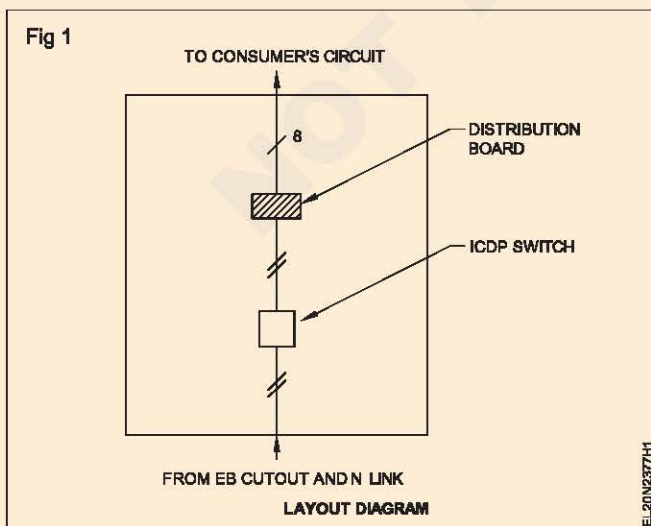 Fig 1
TO CONSUMER'S CIRCUIT
8
DISTRIBUTION
BOARD
ICDP SWITCH
FROM EB CUTOUT AND N LINK
LAYOUT DIAGRAM
EL20N2377H1